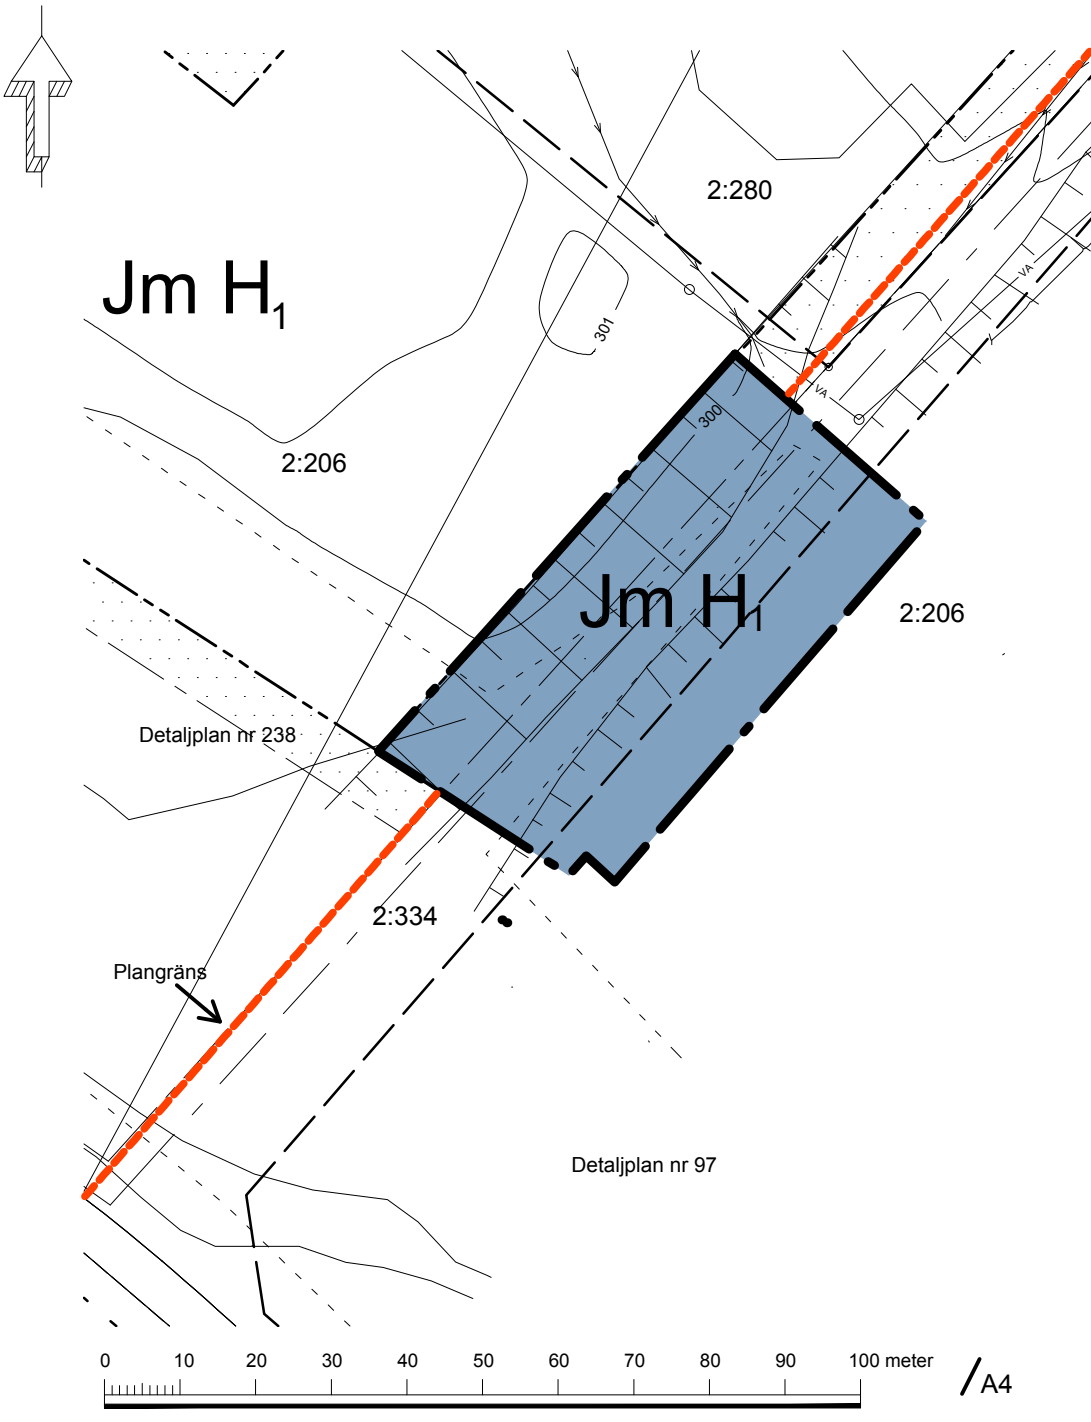 2:280
VA
Jm H1
301
VA
300
2:206
Jm H1
2:206
Detaljplan nr 238
2:334
Plangräns
Detaljplan nr 97
0 10 20 30 40 50 60 70 80 90 100 meter
/A4